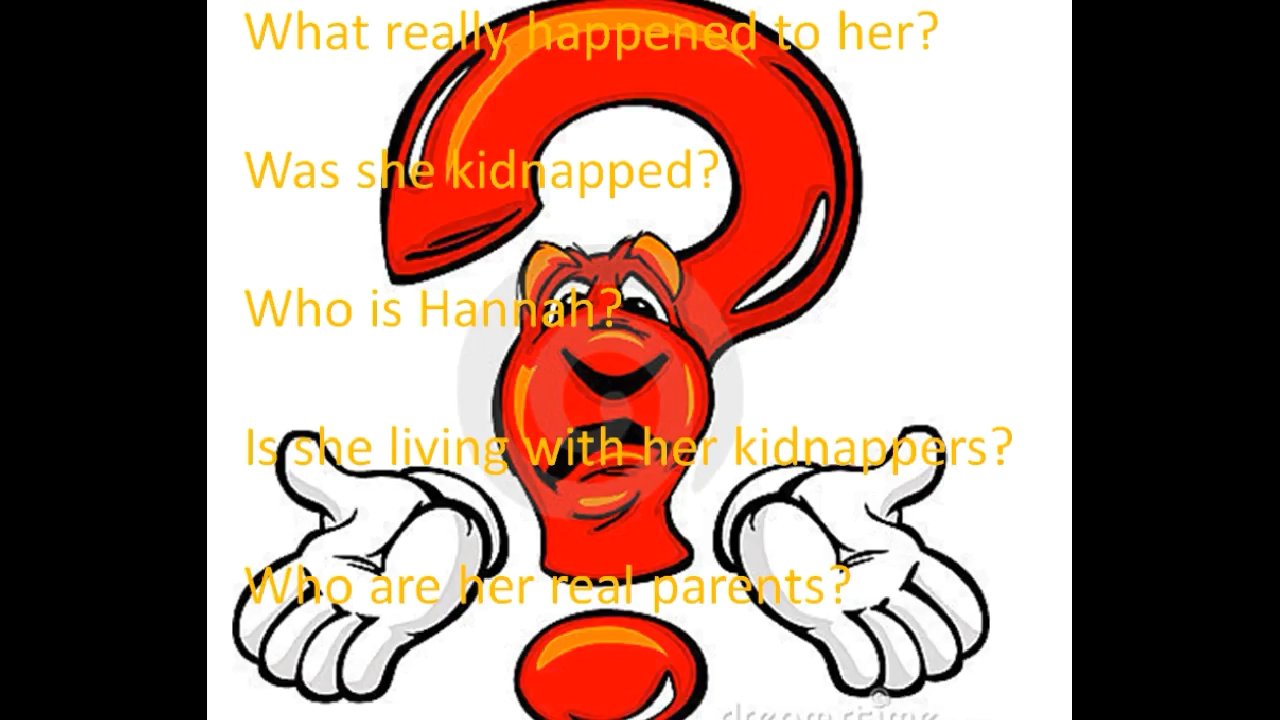 What really happened to her?
Was she kidnapped?
Who is Hannah?
Is she living with her kidnappers?
Who are her real parents?
dreamstime